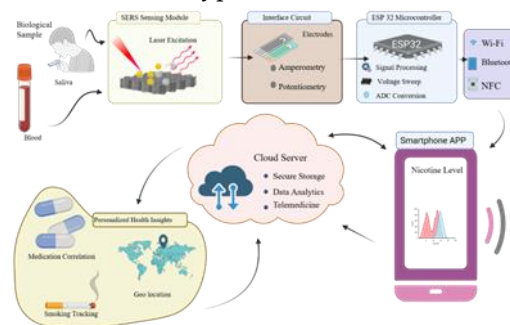 Biological
Sample
Saliva
Blood
SERS Sensing Module
Laser Excitation
Interface Circuit
Electrodes
Amperometry
Potentiometry
ESP 32 Microcontroller
ESP32
Signal Processing
Voltage Sweep
ADC Conversion
Wi-Fi
Bluetoot
NFC
Smartphone APP
Nicotine Level
Cloud Server
Secure Storage
Data Analytics
Telemedicine
Personalized Health Insights
Medication Correlation
Geo location
Smoking Tracking